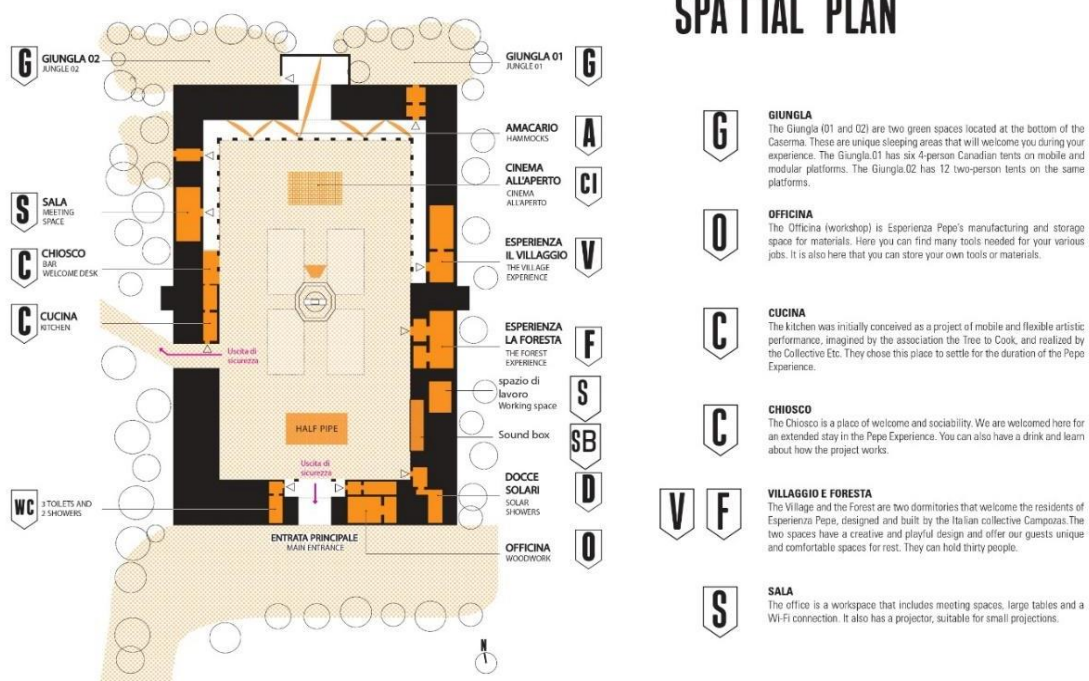 SPATIAL PLAN
G
GIUNGLA 02
JUNGLE 02
S
SALA
MEETING
SPACE
C
CHIOSCO
BAR
WELCOME DESK
C
CUCINA
KITCHEN
WC
3 TOILETS AND
2 SHOWERS
Uscita di
sicurezza
HALF PIPE
Uscita di
sicurezza
ENTRATA PRINCIPALE
MAIN ENTRANCE
GIUNGLA 01
JUNGLE 01
G
AMACARIO
HAMMOCKS
A
CINEMA
ALL'APERTO
CINEMA
ALL'APERTO
CI
ESPERIENZA
IL VILLAGGIO
THE VILLAGE
EXPERIENCE
V
ESPERIENZA
LA FORESTA
THE FOREST
EXPERIENCE
F
spazio di
lavoro
Working space
S
Sound box
SB
DOCCE
SOLARI
SOLAR
SHOWERS
D
OFFICINA
WOODWORK
O
N
G
GIUNGLA
The Giungla (01 and 02) are two green spaces located at the bottom of the
Caserma. These are unique sleeping areas that will welcome you during your
experience. The Giungla.01 has six 4-person Canadian tents on mobile and
modular platforms. The Giungla.02 has 12 two-person tents on the same
platforms.
O
OFFICINA
The Officina (workshop) is Esperienza Pepe's manufacturing and storage
space for materials. Here you can find many tools needed for your various
jobs. It is also here that you can store your own tools or materials.
C
CUCINA
The kitchen was initially conceived as a project of mobile and flexible artistic
performance, imagined by the association the Tree to Cook, and realized by
the Collective Etc. They chose this place to settle for the duration of the Pepe
Experience.
C
CHIOSCO
The Chiosco is a place of welcome and sociability. We are welcomed here for
an extended stay in the Pepe Experience. You can also have a drink and learn
about how the project works.
V F
VILLAGGIO E FORESTA
The Village and the Forest are two dormitories that welcome the residents of
Esperienza Pepe, designed and built by the Italian collective Campozas.The
two spaces have a creative and playful design and offer our guests unique
and comfortable spaces for rest. They can hold thirty people.
S
SALA
The office is a workspace that includes meeting spaces, large tables and a
Wi-Fi connection. It also has a projector, suitable for small projections.